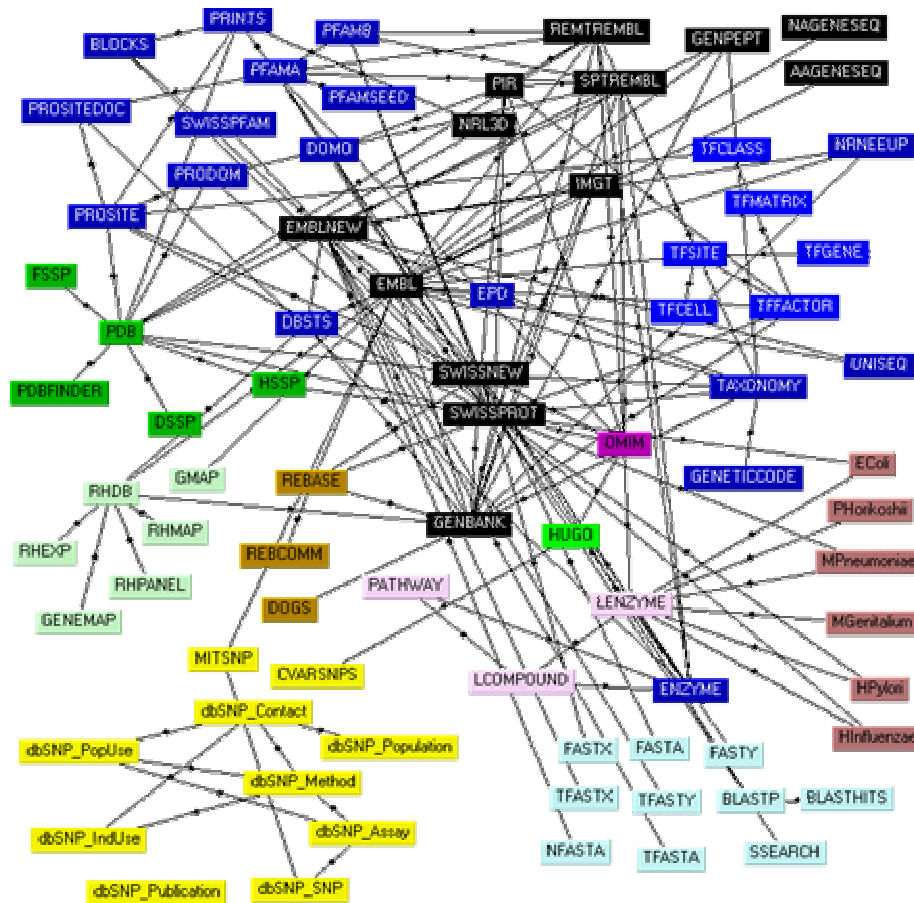 PRINTS
REMTREMBL
NAGENESEQ
BLOCKS
PFAMB
GENPEPT
PFAMA
PIR
SPTREMBL
AAGENESEQ
PFAMSEED
PROSITEDOC
SWISSPFAM
NRL3D
DOMO
TFCLASS
NRNEEUP
PRODOM
IMGT
PROSITE
EMBLNEW
TFMATRIX
FSSP
EMBL
TFSITE
TFGENE
EPD
PDB
DBSTS
TFCELL
TFFACTOR
PDBFINDER
HSSP
SWISSNEW
TAXONOMY
UNISEQ
DSSP
SWISSPROT
OMIM
GMAP
REBASE
GENETICCODE
EColi
RHDB
RHMAP
GENBANK
HUGO
PHorikoshii
RHEXP
REBCOMM
MPneumoniae
RHPANEL
PATHWAY
GENEMAP
DOGS
LENZYME
MGenitalium
MITSNP
CVARSNPS
LCOMPOUND
ENZYME
HPylori
dbSNP_Contact
HInfluenzae
dbSNP_PopUse
dbSNP_Population
FASTX
FASTA
FASTY
dbSNP_Method
TFASTX
TFASTY
BLASTP
BLASTHITS
dbSNP_IndUse
dbSNP_Assay
NFASTA
TFASTA
SSEARCH
dbSNP_Publication
dbSNP_SNP